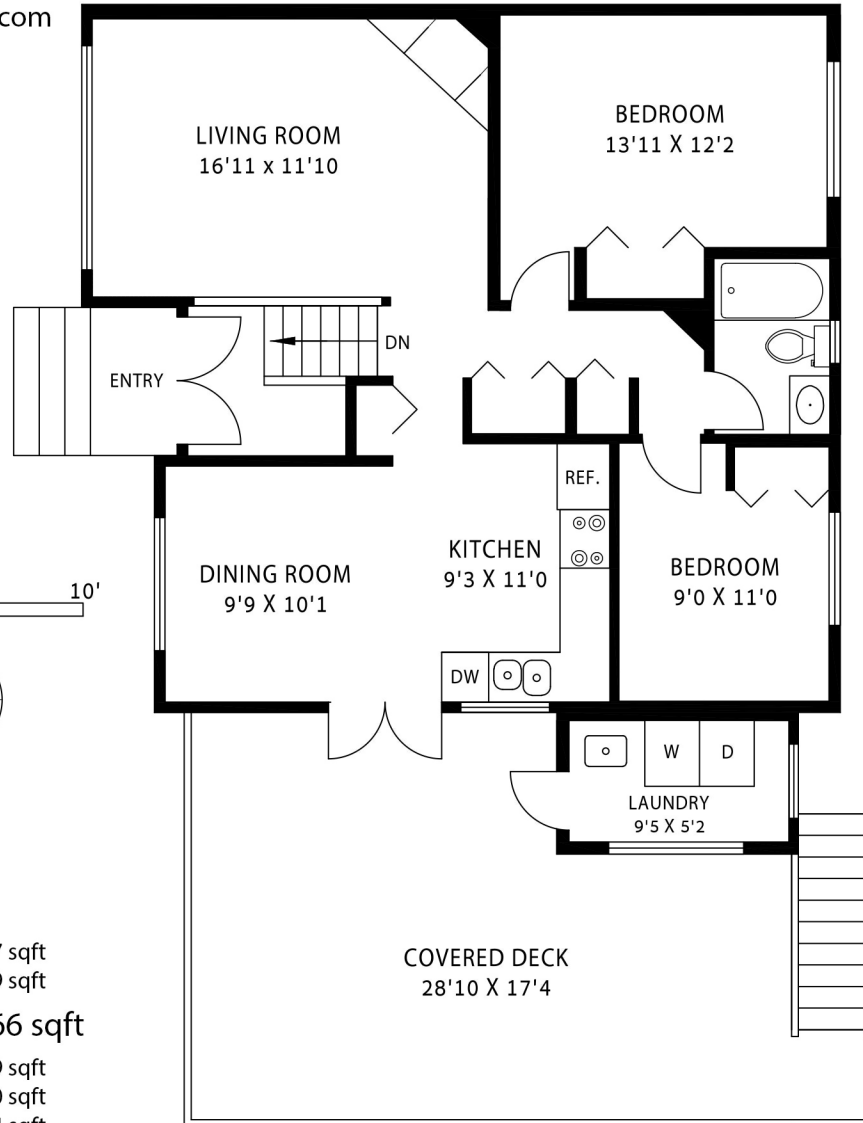 com
LIVING ROOM
16'11 x 11'10
BEDROOM
13'11 X 12'2
DN
ENTRY
REF.
KITCHEN
9'3 X 11'0
DINING ROOM
9'9 X 10'1
BEDROOM
9'0 X 11'0
10'
DW
W
D
LAUNDRY
9'5 X 5'2
COVERED DECK
28'10 X 17'4
sqft
sqft
56 sqft
sqft
sqft
sqft